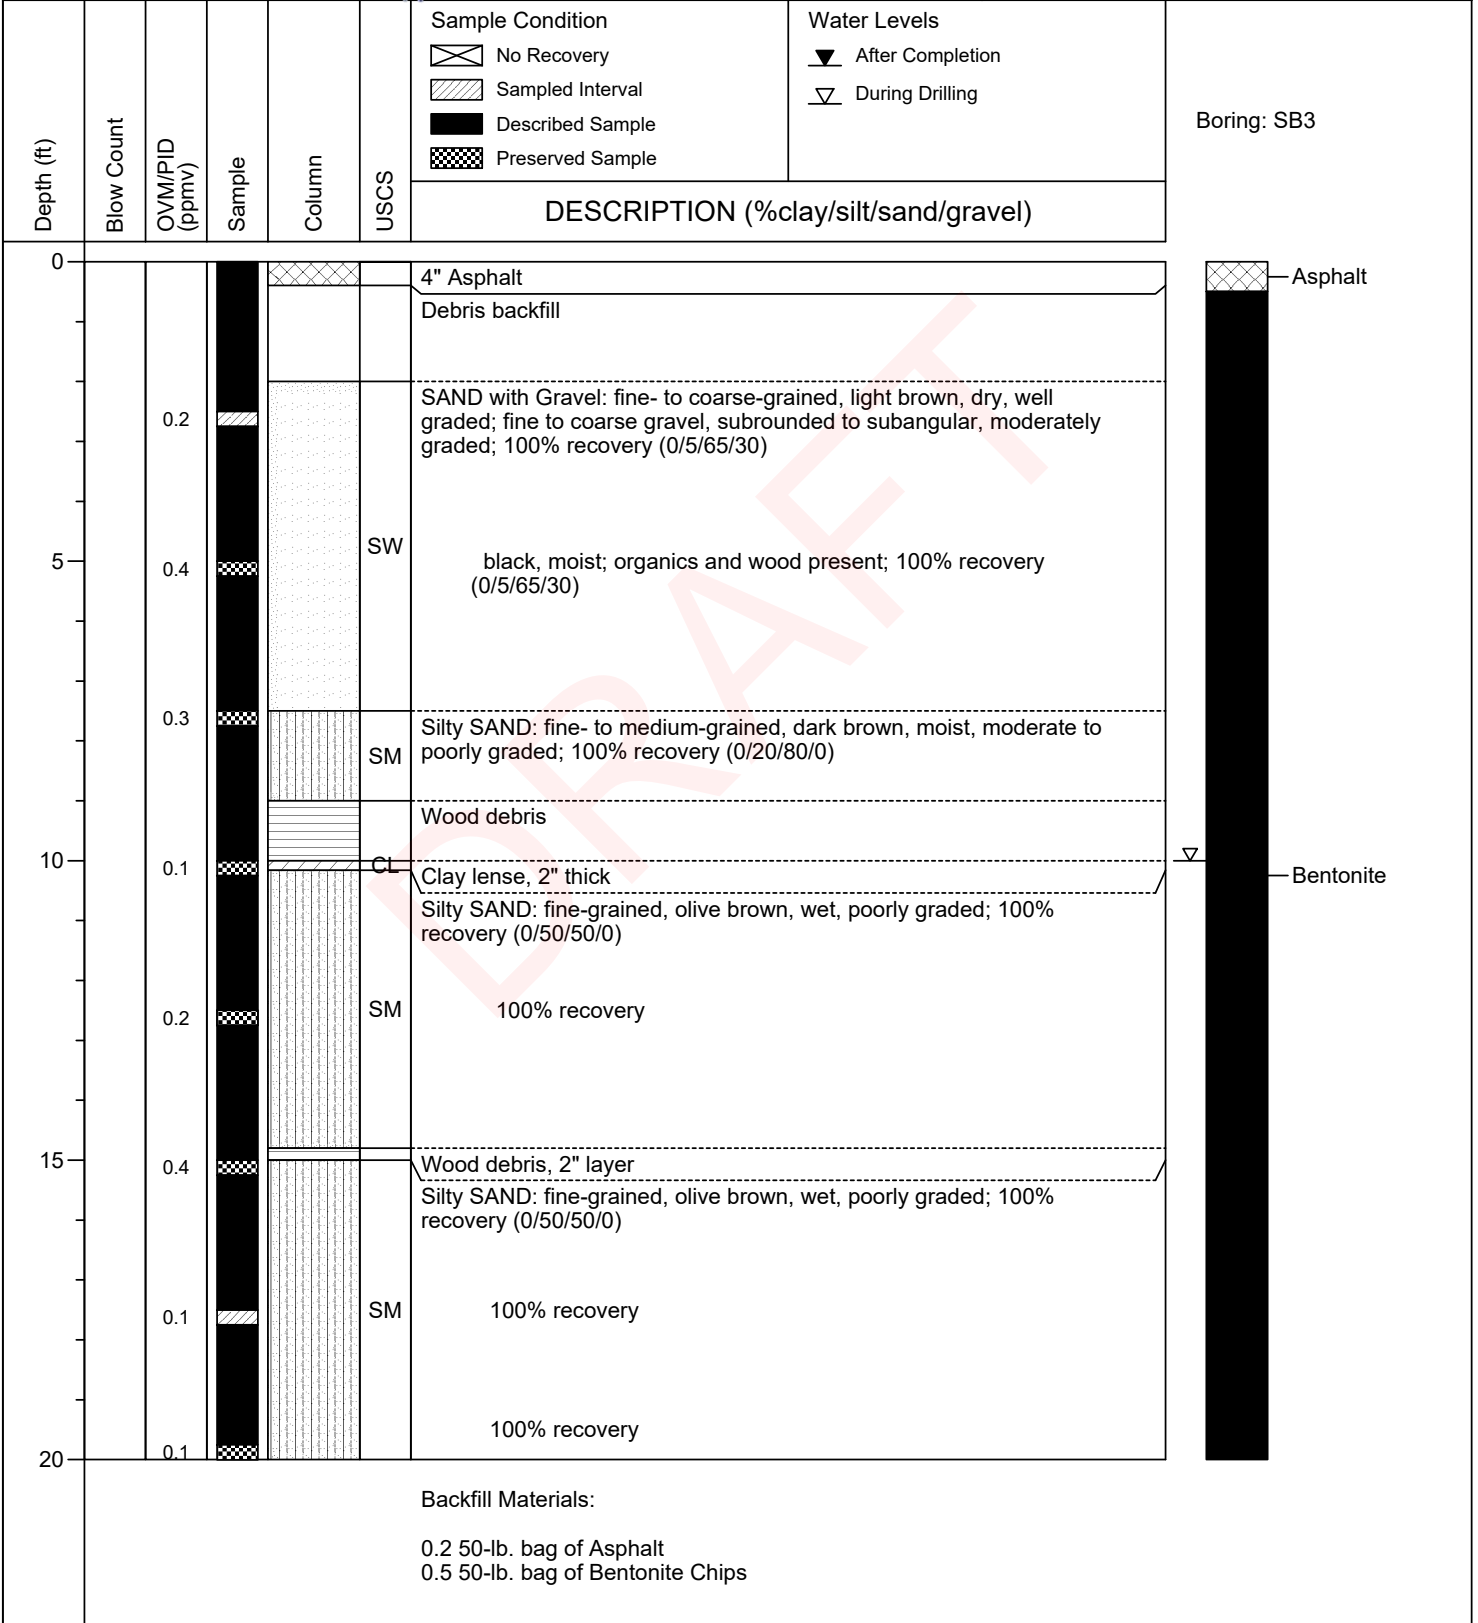 Sample Condition
No Recovery
Sampled Interval
Described Sample
Preserved Sample
Water Levels
After Completion
During Drilling
Boring: SB3
Depth (ft)
Blow Count
OVM/PID
(ppmv)
Sample
Column
USCS
DESCRIPTION (%clay/silt/sand/gravel)
0
4" Asphalt
Asphalt
Debris backfill
SAND with Gravel: fine- to coarse-grained, light brown, dry, well
graded; fine to coarse gravel, subrounded to subangular, moderately
graded; 100% recovery (0/5/65/30)
0.2
SW
5
0.4
black, moist; organics and wood present; 100% recovery
(0/5/65/30)
0.3
Silty SAND: fine- to medium-grained, dark brown, moist, moderate to
poorly graded; 100% recovery (0/20/80/0)
SM
Wood debris
10
0.1
CL
Clay lense, 2" thick
Bentonite
Silty SAND: fine-grained, olive brown, wet, poorly graded; 100%
recovery (0/50/50/0)
0.2
SM
100% recovery
15
0.4
Wood debris, 2" layer
Silty SAND: fine-grained, olive brown, wet, poorly graded; 100%
recovery (0/50/50/0)
0.1
SM
100% recovery
100% recovery
0.1
20
Backfill Materials:
0.2 50-lb. bag of Asphalt
0.5 50-lb. bag of Bentonite Chips
DRAFT